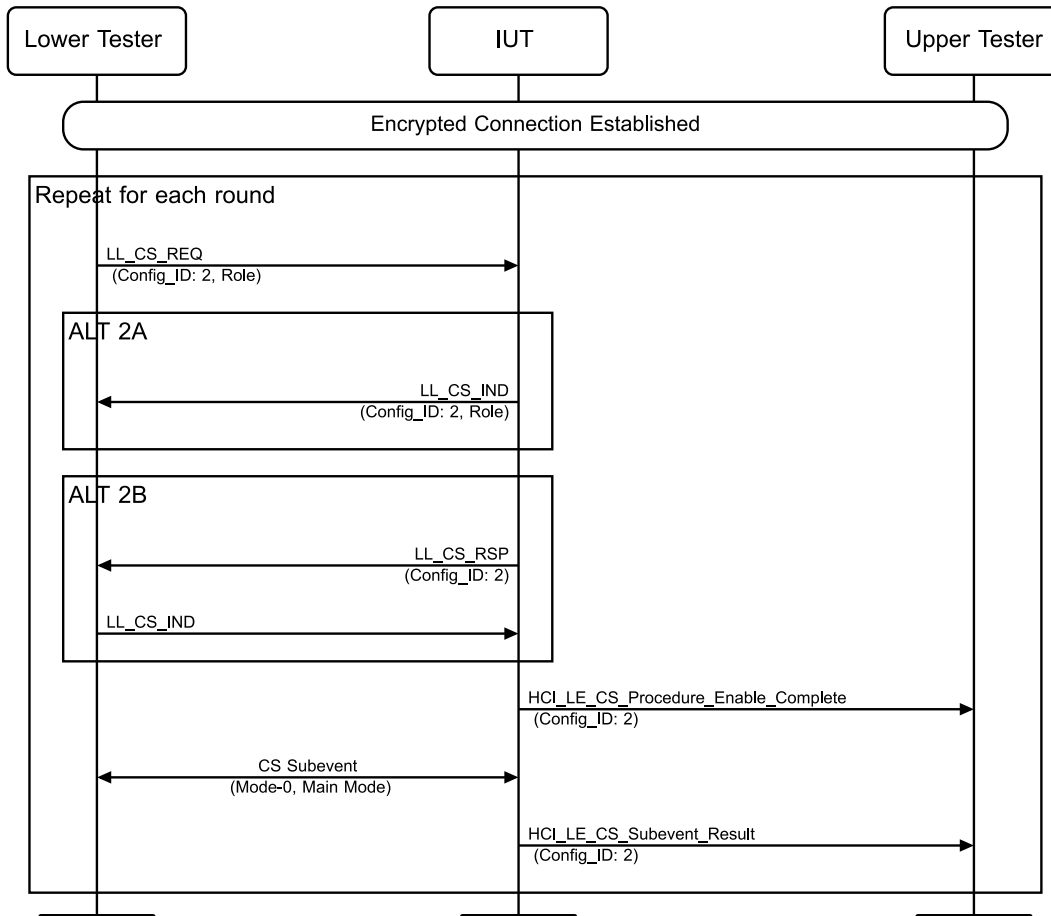 Lower Tester
IUT
Upper Tester
Encrypted Connection Established
Repeat for each round
LL_CS_REQ
(Config_ID: 2, Role)
ALT 2A
LL_CS_IND
(Config_ID: 2, Role)
ALT 2B
LL_CS_RSP
(Config_ID: 2)
LL_CS_IND
HCI_LE_CS_Procedure_Enable_Complete
(Config_ID: 2)
CS Subevent
(Mode-0, Main Mode)
HCI_LE_CS_Subevent_Result
(Config_ID: 2)